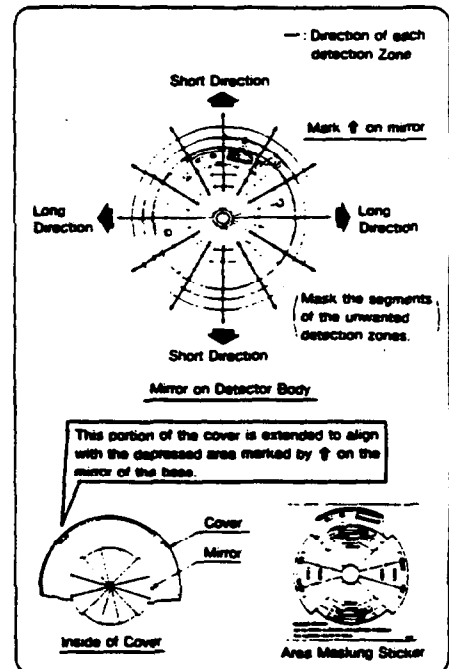 — : Direction of each
detection Zone
Short Direction
Mark ⬆ on mirror
Long
Direction
Long
Direction
(Mask the segments
of the unwanted
detection zones.)
Short Direction
Mirror on Detector Body
This portion of the cover is extended to align
with the depressed area marked by ⬆ on the
mirror of the base.
Cover
Mirror
Inside of Cover
Area Masking Sticker